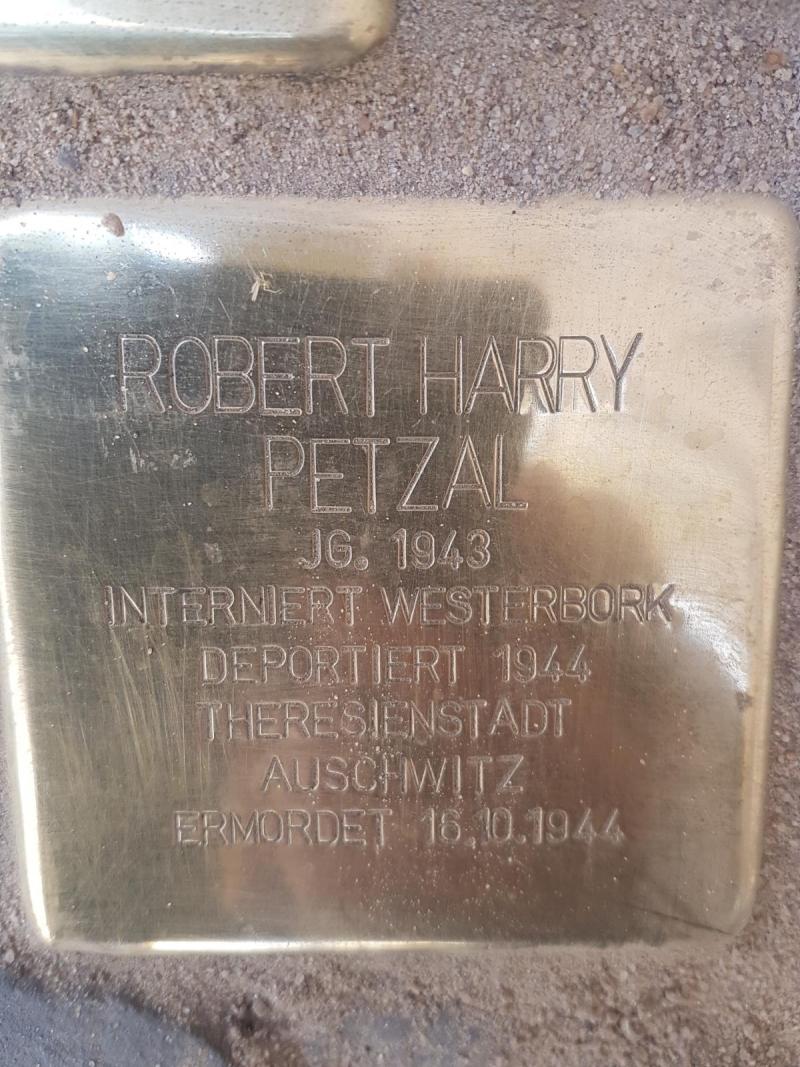 ROBERT HARRY
PETZAL
JG. 1943
INTERNIERT WESTERBORK
DEPORTIERT 1944
THERESIENSTADT
AUSCHWITZ
ERMORDET 16.10.1944